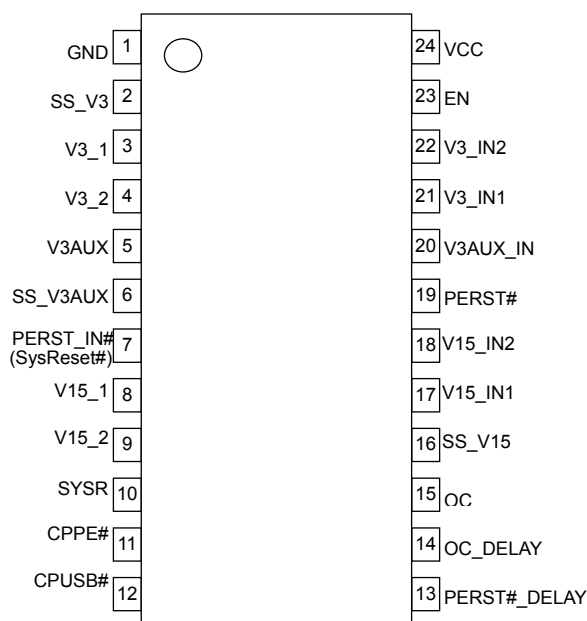 GND 1 24 VCC
SS_V3 2 23 EN
V3_1 3 22 V3_IN2
V3_2 4 21 V3_IN1
V3AUX 5 20 V3AUX_IN
SS_V3AUX 6 19 PERST#
PERST_IN#
(SysReset#) 7 18 V15_IN2
V15_1 8 17 V15_IN1
V15_2 9 16 SS_V15
SYSR 10 15 OC
CPPE# 11 14 OC_DELAY
CPUSB# 12 13 PERST#_DELAY